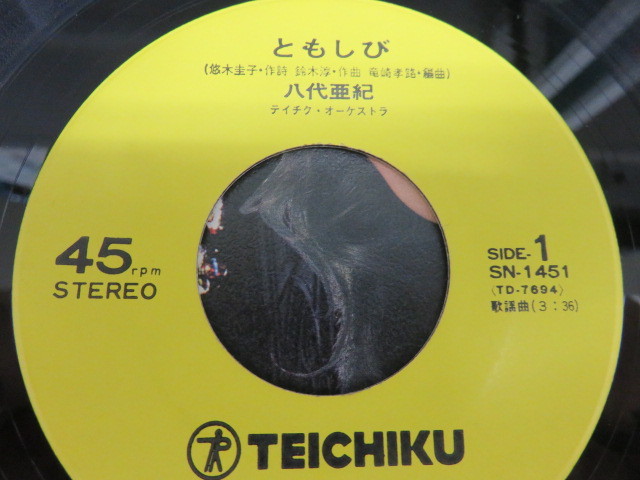 ともしび
(悠木圭子・作詩 鈴木淳・作曲 竜崎孝路・編曲)
八代亜紀
テイチク・オーケストラ
45rpm
STEREO
SIDE-1
SN-1451
〈TD-7694〉
歌謡曲(3:36)
TEICHIKU